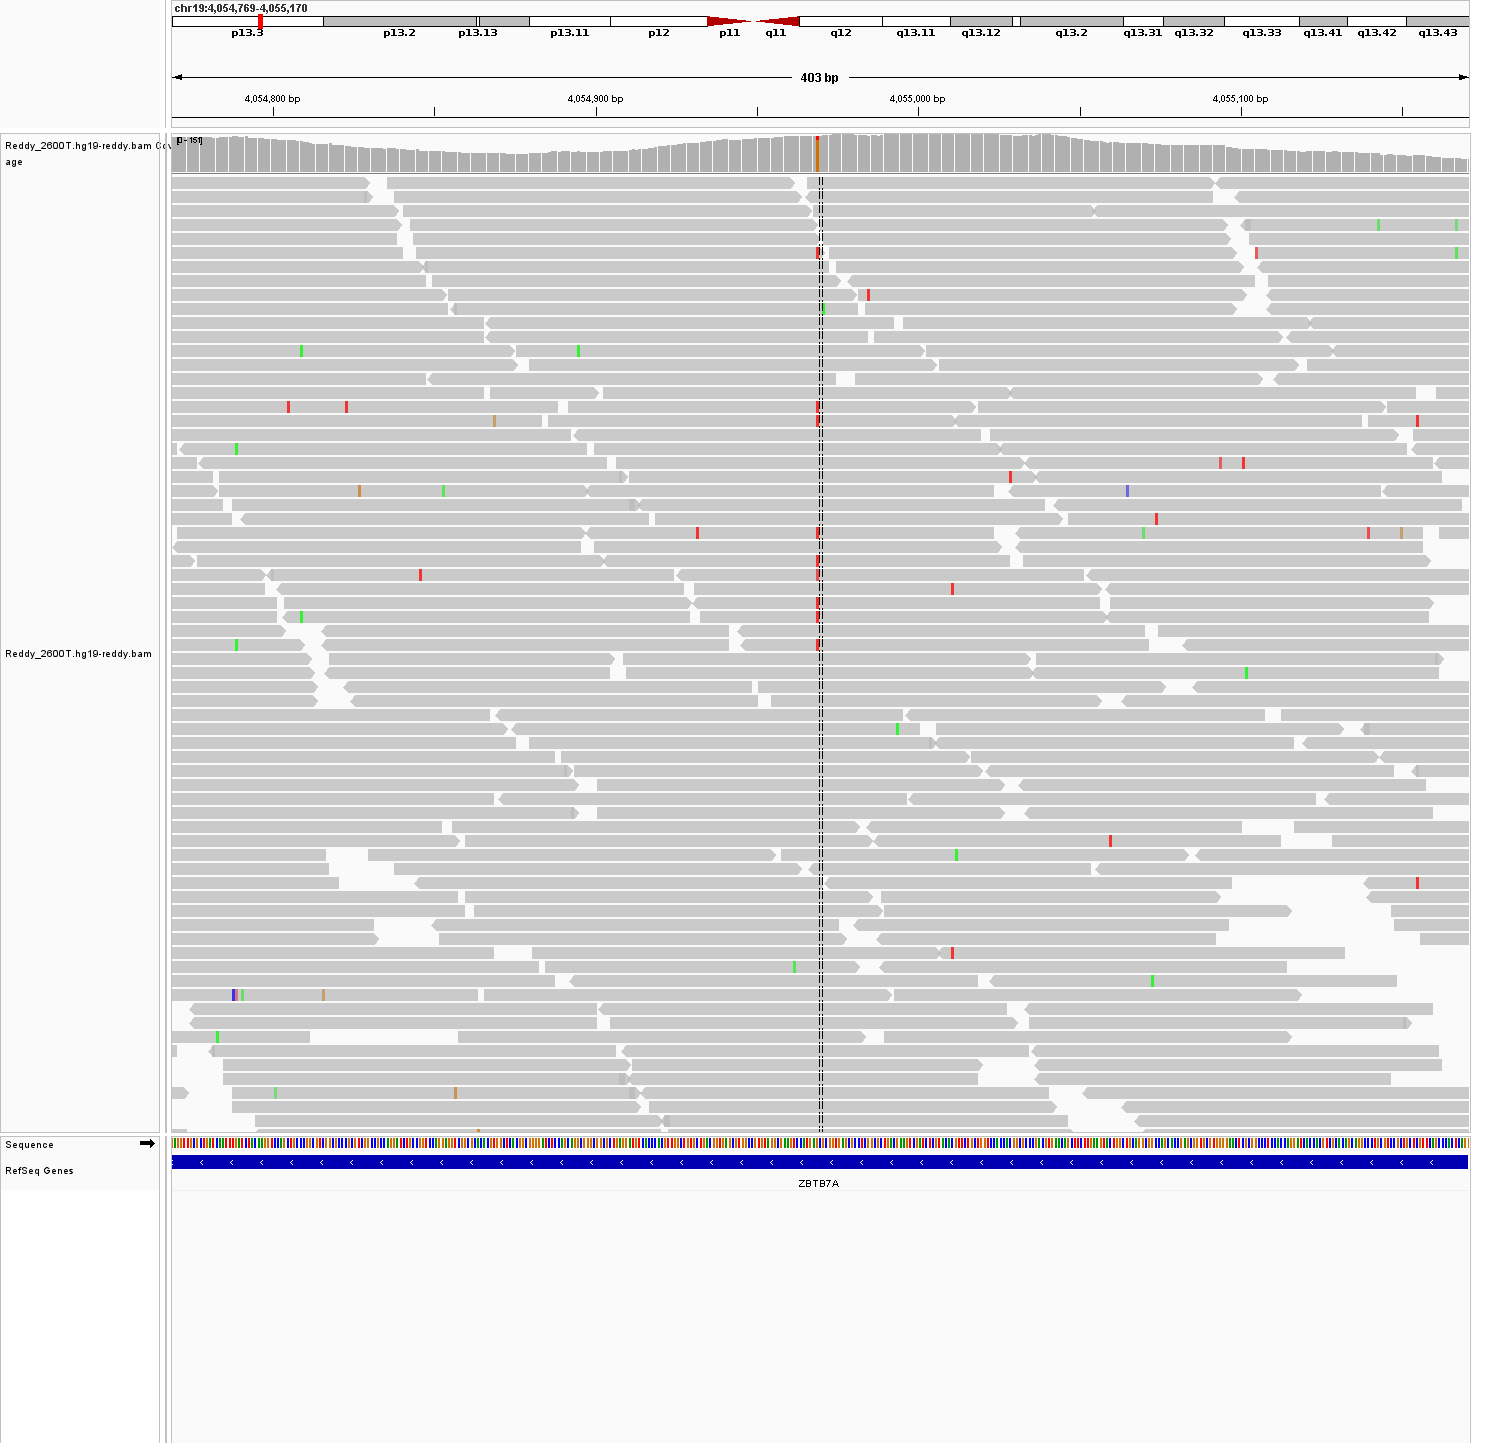 chr19:4,054,769-4,055,170
p13.3 p13.2 p13.13 p13.11 p12 p11 q11 q12 q13.11 q13.12 q13.2 q13.31 q13.32 q13.33 q13.41 q13.42 q13.43
403 bp
4,054,800 bp 4,054,900 bp 4,055,000 bp 4,055,100 bp
Reddy_2600T.hg19-reddy.bam Cov
age
[0 - 151]
Reddy_2600T.hg19-reddy.bam
Sequence
RefSeq Genes
ZBTB7A